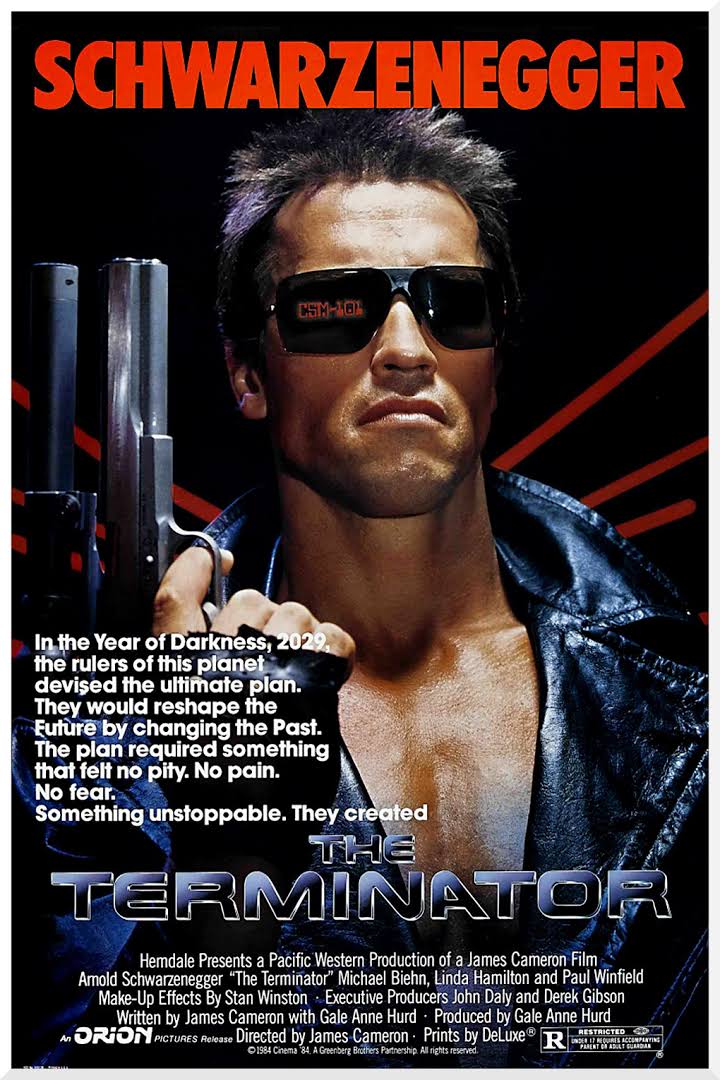 SCHWARZENEGGER
CSM-101
In the Year of Darkness, 2029,
the rulers of this planet
devised the ultimate plan.
They would reshape the
Future by changing the Past.
The plan required something
that felt no pity. No pain.
No fear.
Something unstoppable. They created
THE
TERMINATOR
Hemdale Presents a Pacific Western Production of a James Cameron Film
Arnold Schwarzenegger "The Terminator" Michael Biehn, Linda Hamilton and Paul Winfield
Make-Up Effects By Stan Winston · Executive Producers John Daly and Derek Gibson
Written by James Cameron with Gale Anne Hurd · Produced by Gale Anne Hurd
An ORION PICTURES Release Directed by James Cameron · Prints by DeLuxe®
©1984 Cinema '84, A Greenberg Brothers Partnership. All rights reserved.
R RESTRICTED
UNDER 17 REQUIRES ACCOMPANYING
PARENT OR ADULT GUARDIAN